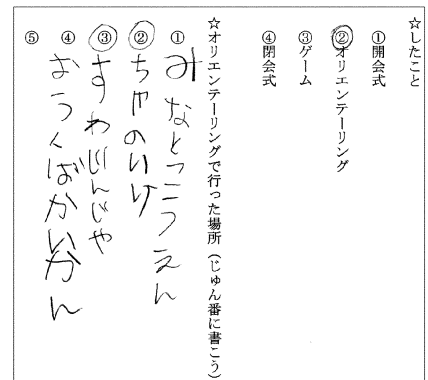 ☆したこと
①開会式
②オリエンテーリング
③ゲーム
④閉会式
☆オリエンテーリングで行った場所(じゅん番に書こう)
①みなとこうえん
②ちゃのいけ
③すわじんじゃ
④おうくばかいかん
⑤